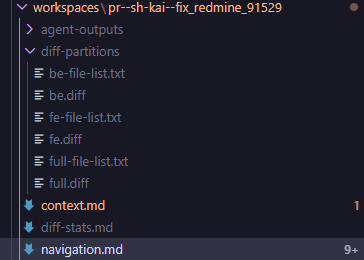 workspaces\pr--sh-kai--fix_redmine_91529
agent-outputs
diff-partitions
be-file-list.txt
be.diff
fe-file-list.txt
fe.diff
full-file-list.txt
full.diff
context.md 1
diff-stats.md
navigation.md 9+